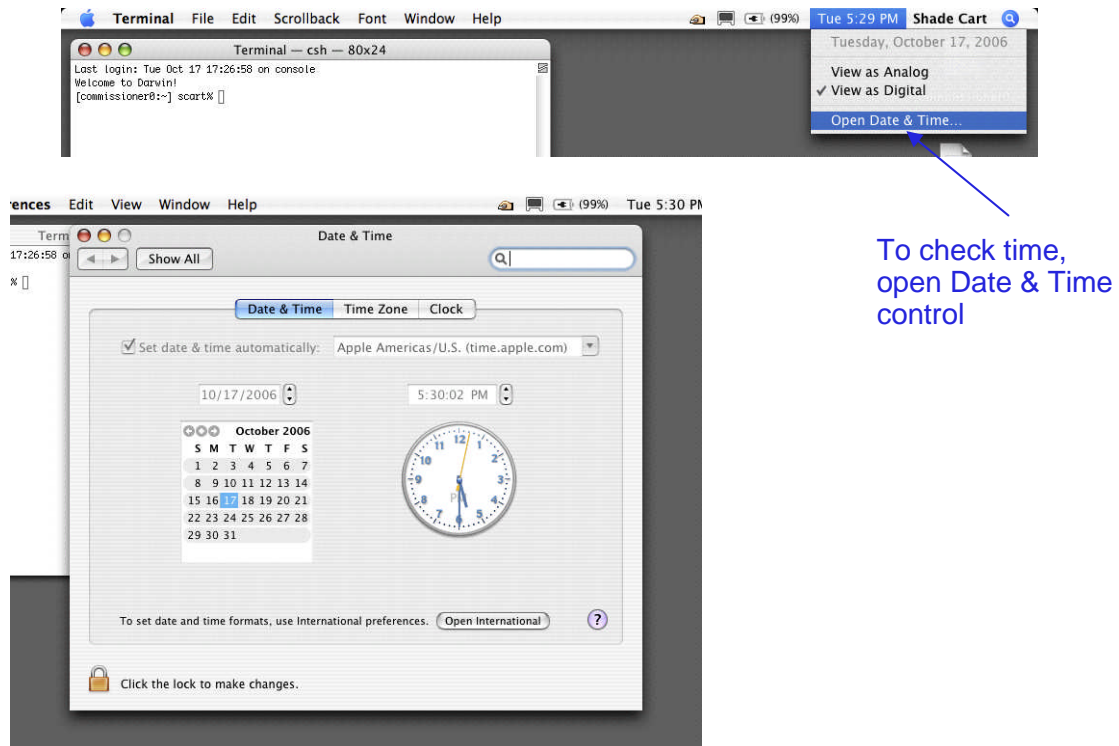 Terminal File Edit Scrollback Font Window Help (99%) Tue 5:29 PM Shade Cart
Terminal — csh — 80x24
Last login: Tue Oct 17 17:26:58 on console
Welcome to Darwin!
[commissioner0:~] scart%
Tuesday, October 17, 2006
View as Analog
✓ View as Digital
Open Date & Time...
To check time,
open Date & Time
control
rences Edit View Window Help (99%) Tue 5:30 PM
Term
17:26:58 o
%
Date & Time
Show All
Date & Time Time Zone Clock
Set date & time automatically: Apple Americas/U.S. (time.apple.com)
10/17/2006 5:30:02 PM
October 2006
S M T W T F S
1 2 3 4 5 6 7
8 9 10 11 12 13 14
15 16 17 18 19 20 21
22 23 24 25 26 27 28
29 30 31
12
11 1
10 2
9 3
8 PM 4
7 5
6
To set date and time formats, use International preferences. Open International ?
Click the lock to make changes.